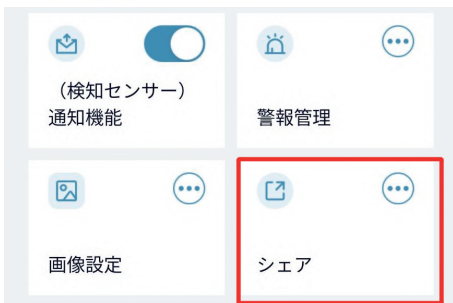 （検知センサー）
通知機能
警報管理
画像設定
シェア